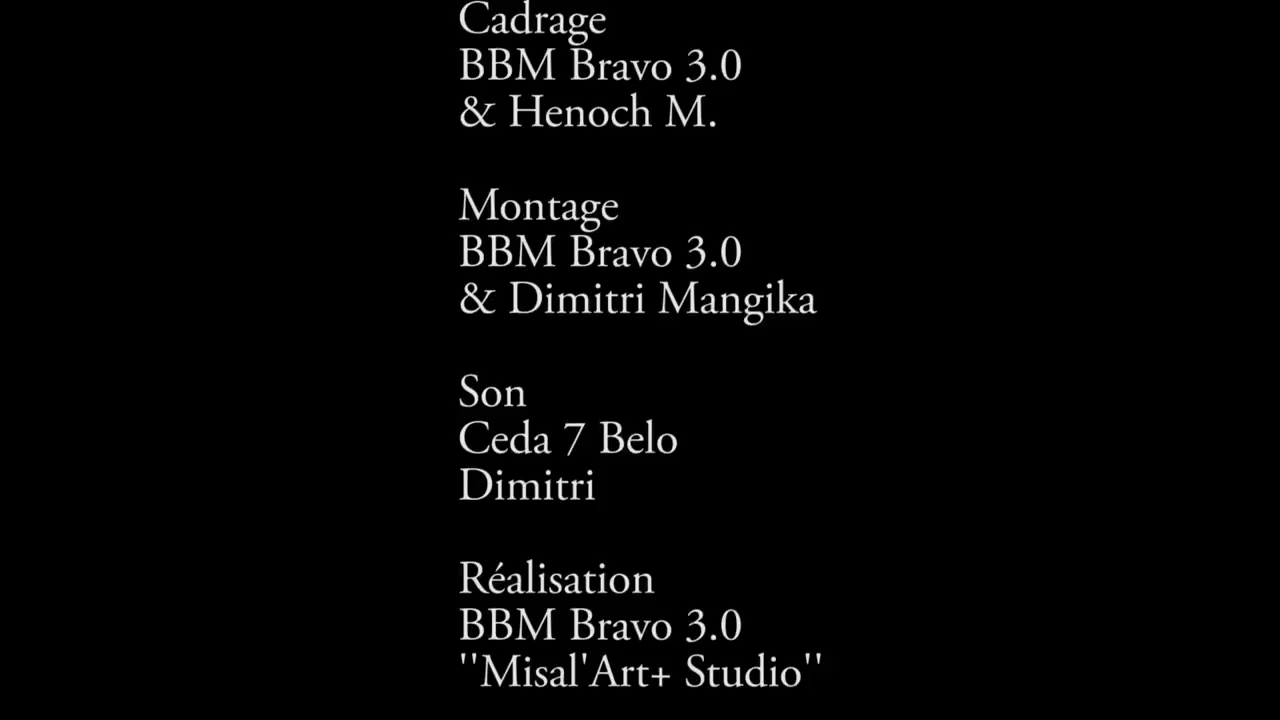 Cadrage
BBM Bravo 3.0
& Henoch M.
Montage
BBM Bravo 3.0
& Dimitri Mangika
Son
Ceda 7 Belo
Dimitri
Réalisation
BBM Bravo 3.0
''Misal'Art+ Studio''